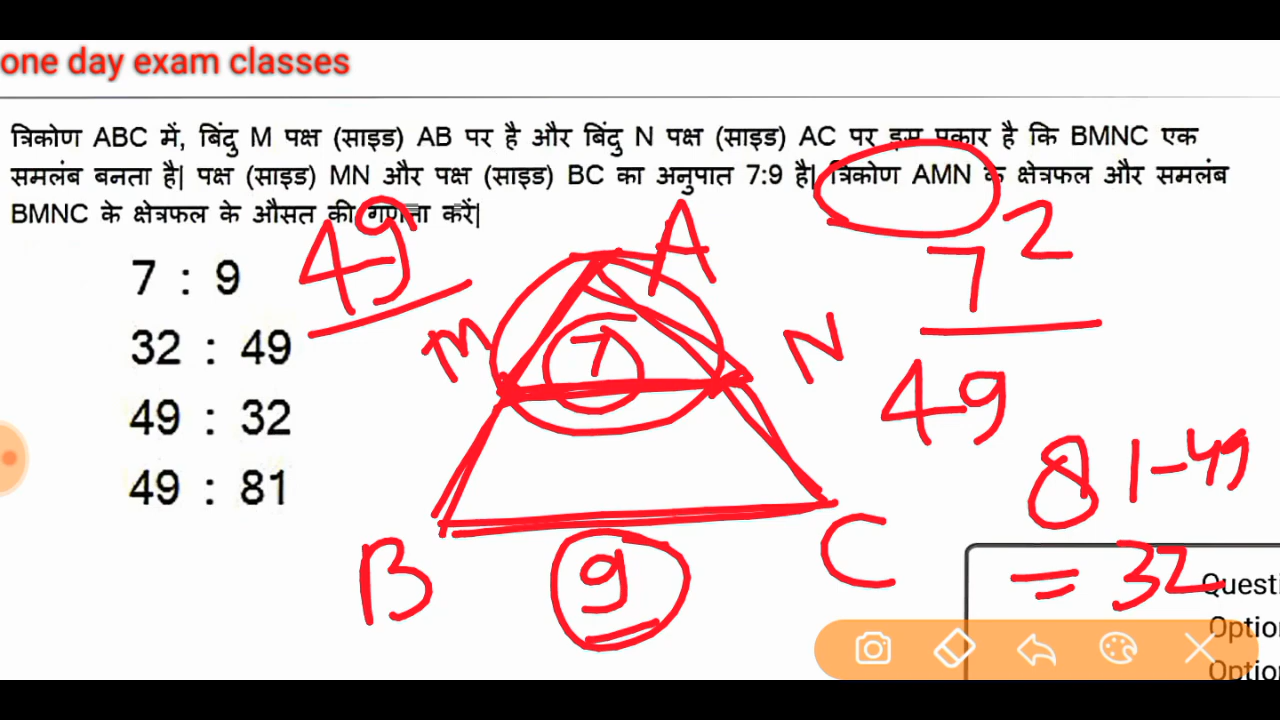 one day exam classes
त्रिकोण ABC में, बिंदु M पक्ष (साइड) AB पर है और बिंदु N पक्ष (साइड) AC पर इस प्रकार है कि BMNC एक
समलंब बनता है| पक्ष (साइड) MN और पक्ष (साइड) BC का अनुपात 7:9 है| त्रिकोण AMN के क्षेत्रफल और समलंब
BMNC के क्षेत्रफल के औसत की गणना करें|
7 : 9
32 : 49
49 : 32
49 : 81
49
A
M
N
7
B
9
C
7²
49
81-49
= 32
Questi
Optio
Optio